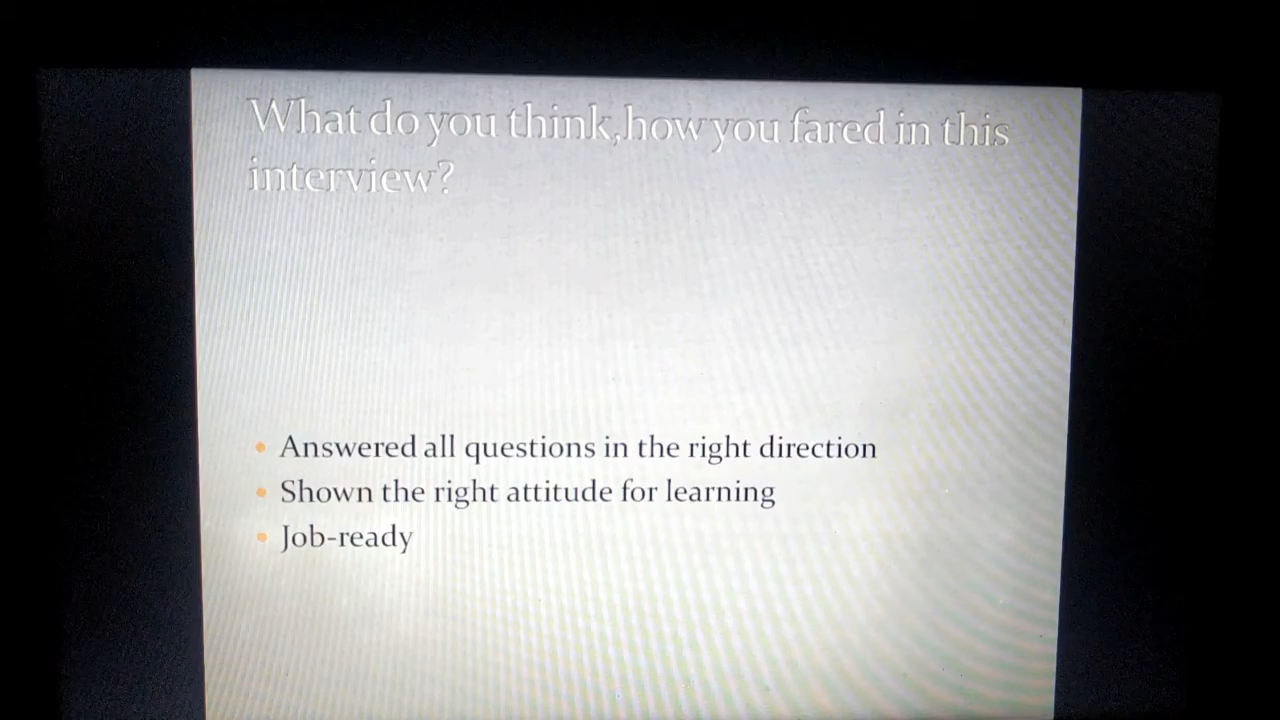 What do you think,how you fared in this
interview?
• Answered all questions in the right direction
• Shown the right attitude for learning
• Job-ready